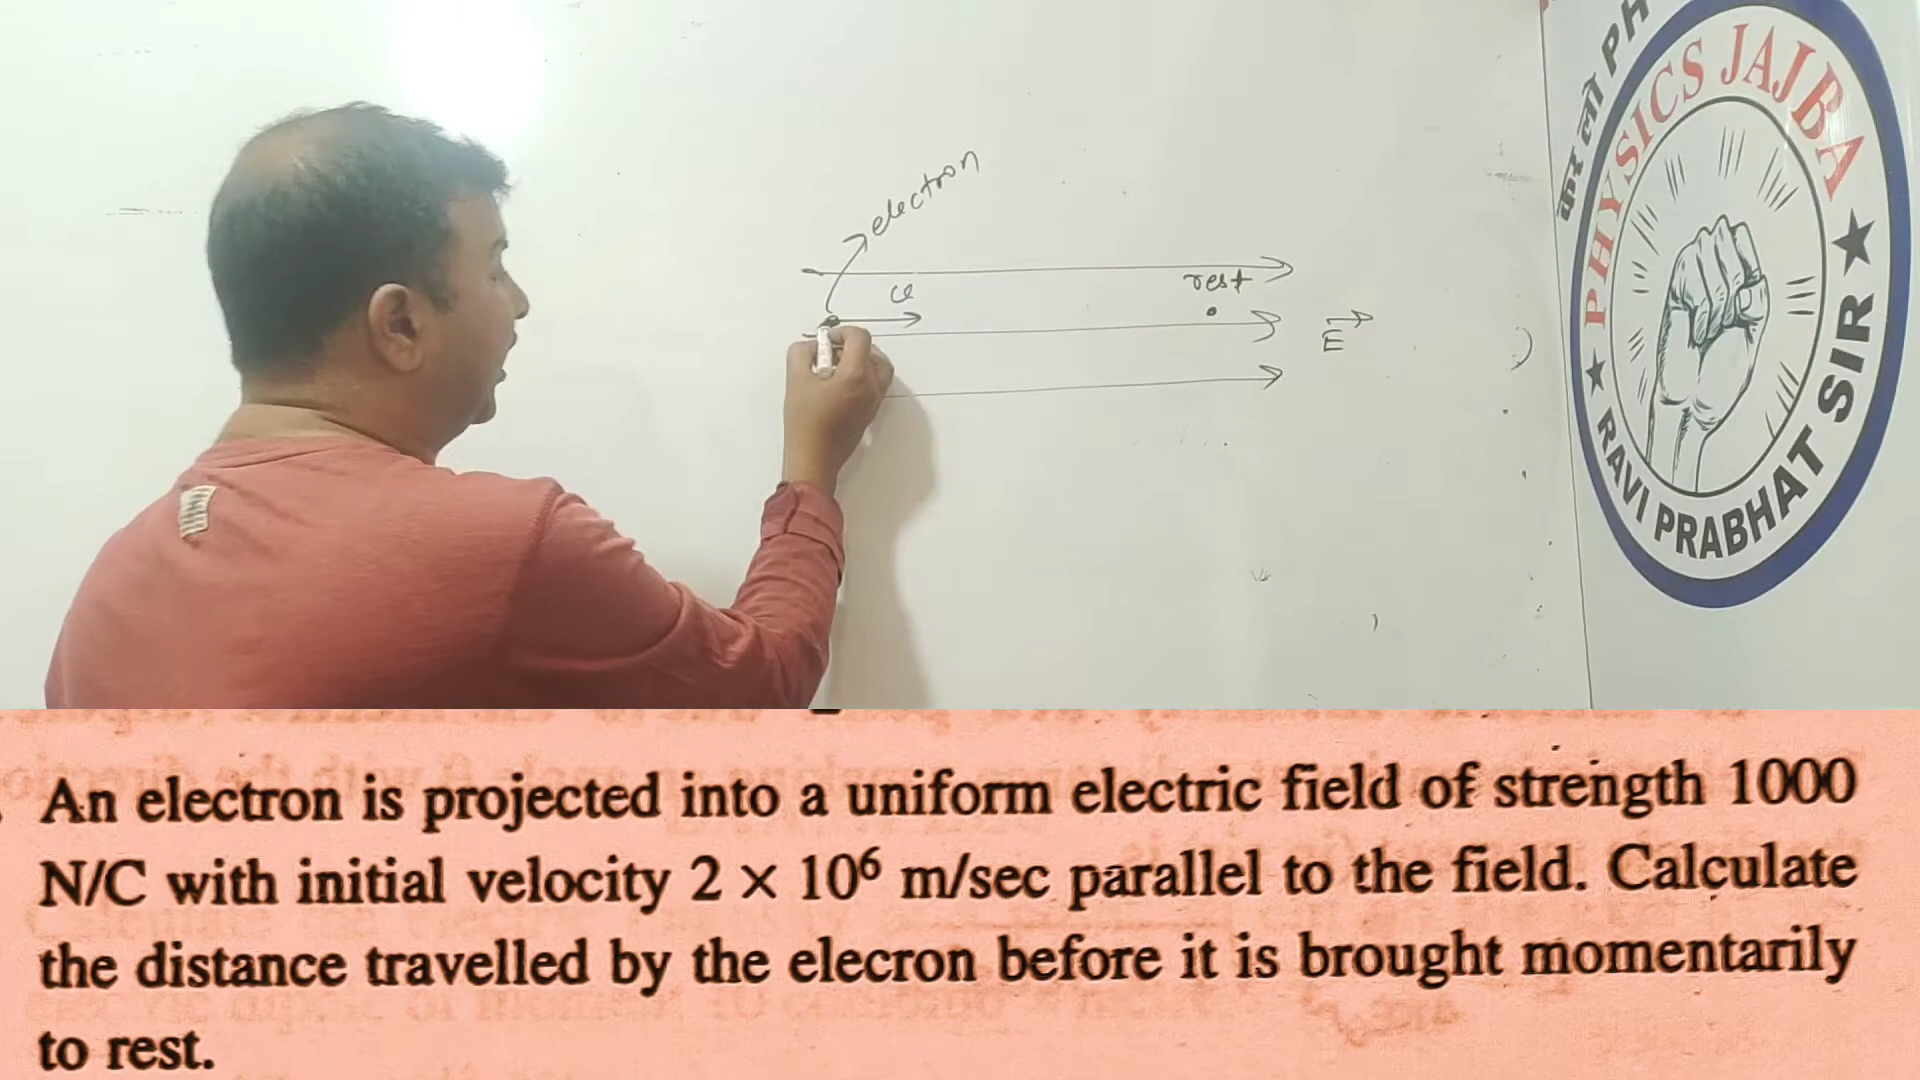 electron
u
rest
E
करलो PH
PHYSICS JAJBA
★ RAVI PRABHAT SIR ★
An electron is projected into a uniform electric field of strength 1000
N/C with initial velocity 2 × 10⁶ m/sec parallel to the field. Calculate
the distance travelled by the elecron before it is brought momentarily
to rest.